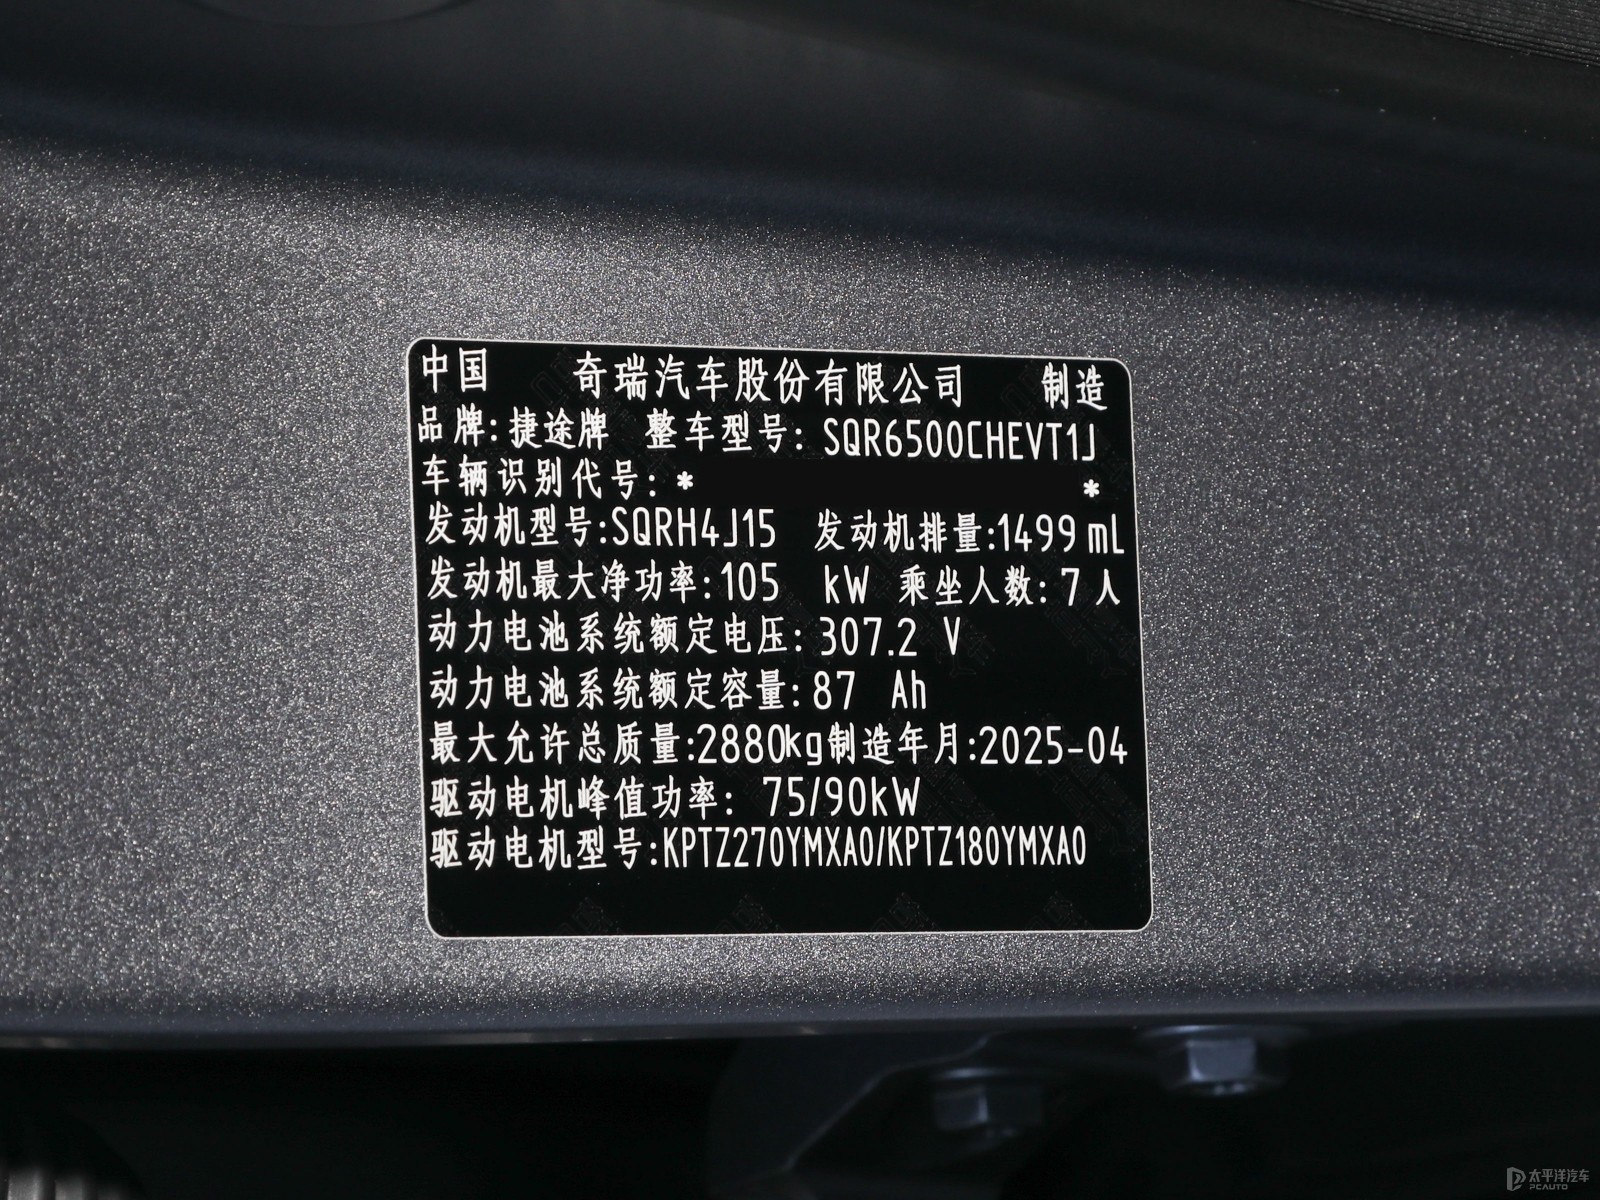 中国 奇瑞汽车股份有限公司 制造
品牌:捷途牌 整车型号: SQR6500CHEVT1J
车辆识别代号: * *
发动机型号:SQRH4J15 发动机排量:1499 mL
发动机最大净功率:105 kW 乘坐人数: 7 人
动力电池系统额定电压: 307.2 V
动力电池系统额定容量: 87 Ah
最大允许总质量:2880kg 制造年月:2025-04
驱动电机峰值功率: 75/90kW
驱动电机型号:KPTZ270YMXA0/KPTZ180YMXA0
太平洋汽车
PCAUTO